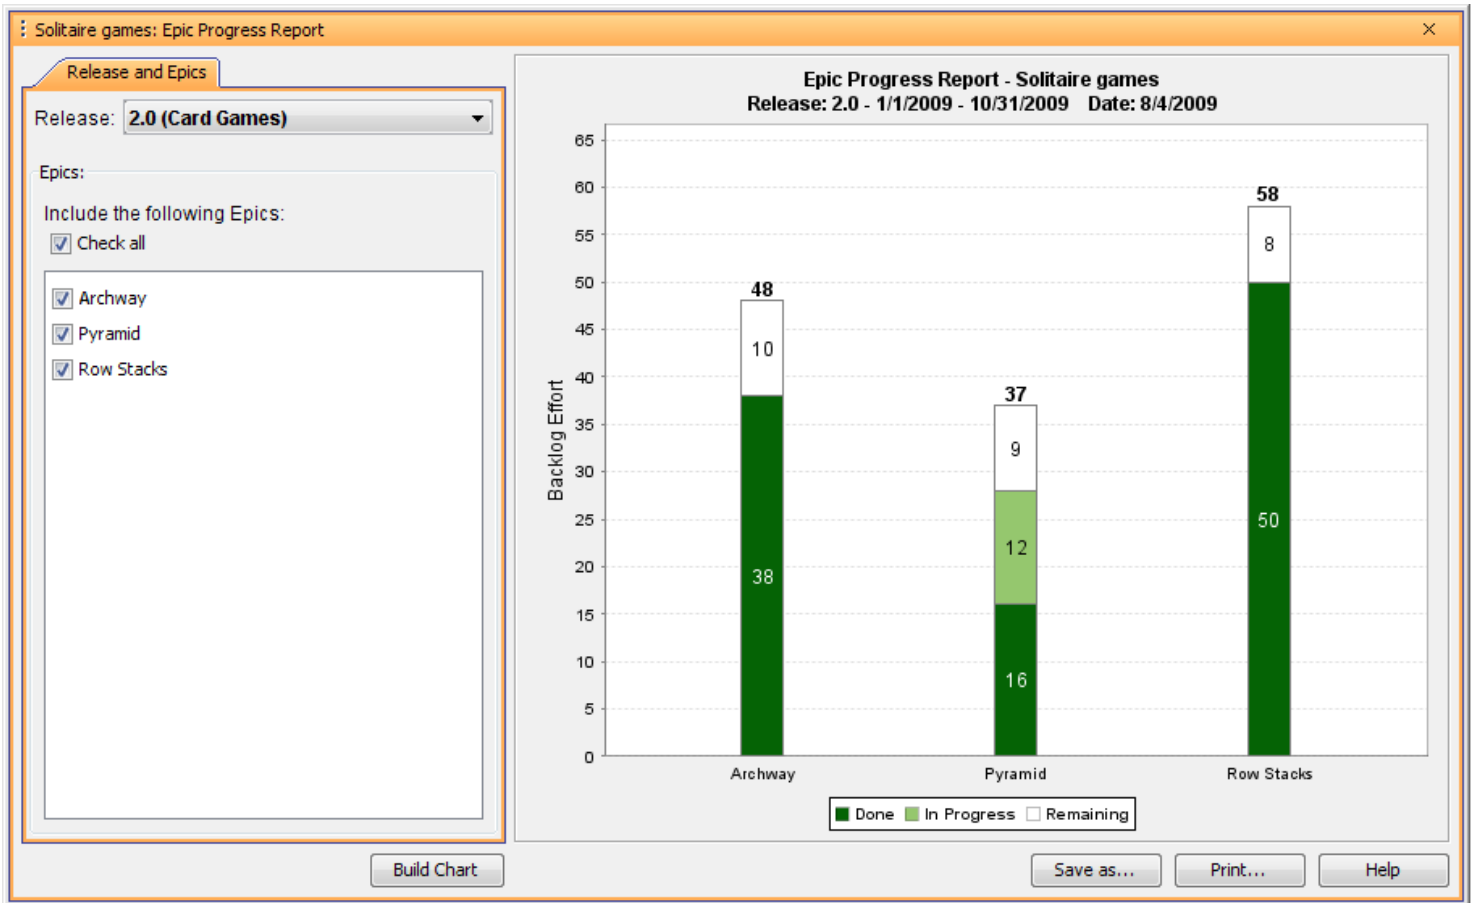 Solitaire games: Epic Progress Report
Release and Epics
Release: 2.0 (Card Games)
Epics:
Include the following Epics:
Check all
Archway
Pyramid
Row Stacks
Build Chart
Epic Progress Report - Solitaire games
Release: 2.0 - 1/1/2009 - 10/31/2009 Date: 8/4/2009
Backlog Effort
65
60
55
50
45
40
35
30
25
20
15
10
5
0
48
10
38
37
9
12
16
58
8
50
Archway Pyramid Row Stacks
Done In Progress Remaining
Save as... Print... Help